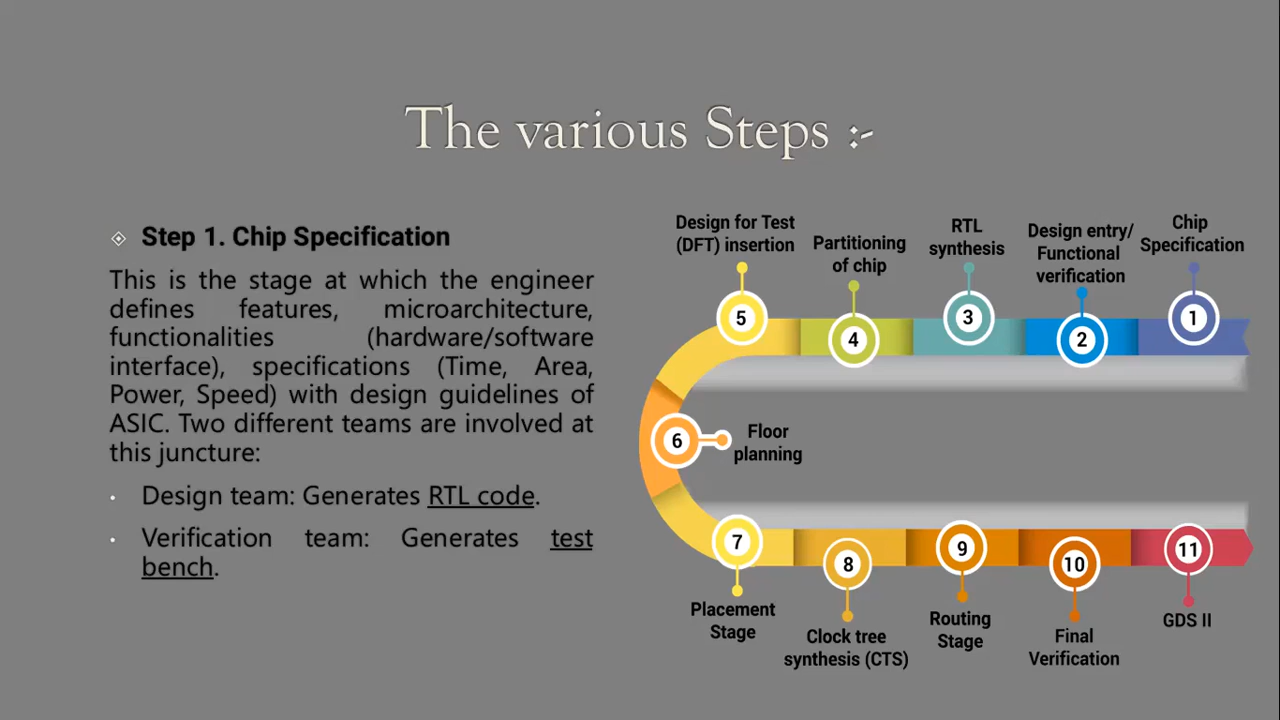 The various Steps :-
Step 1. Chip Specification
This is the stage at which the engineer
defines features, microarchitecture,
functionalities (hardware/software
interface), specifications (Time, Area,
Power, Speed) with design guidelines of
ASIC. Two different teams are involved at
this juncture:
Design team: Generates RTL code.
Verification team: Generates test
bench.
Design for Test
(DFT) insertion
Partitioning
of chip
RTL
synthesis
Design entry/
Functional
verification
Chip
Specification
5
4
3
2
1
6
Floor
planning
7
8
9
10
11
Placement
Stage
Clock tree
synthesis (CTS)
Routing
Stage
Final
Verification
GDS II